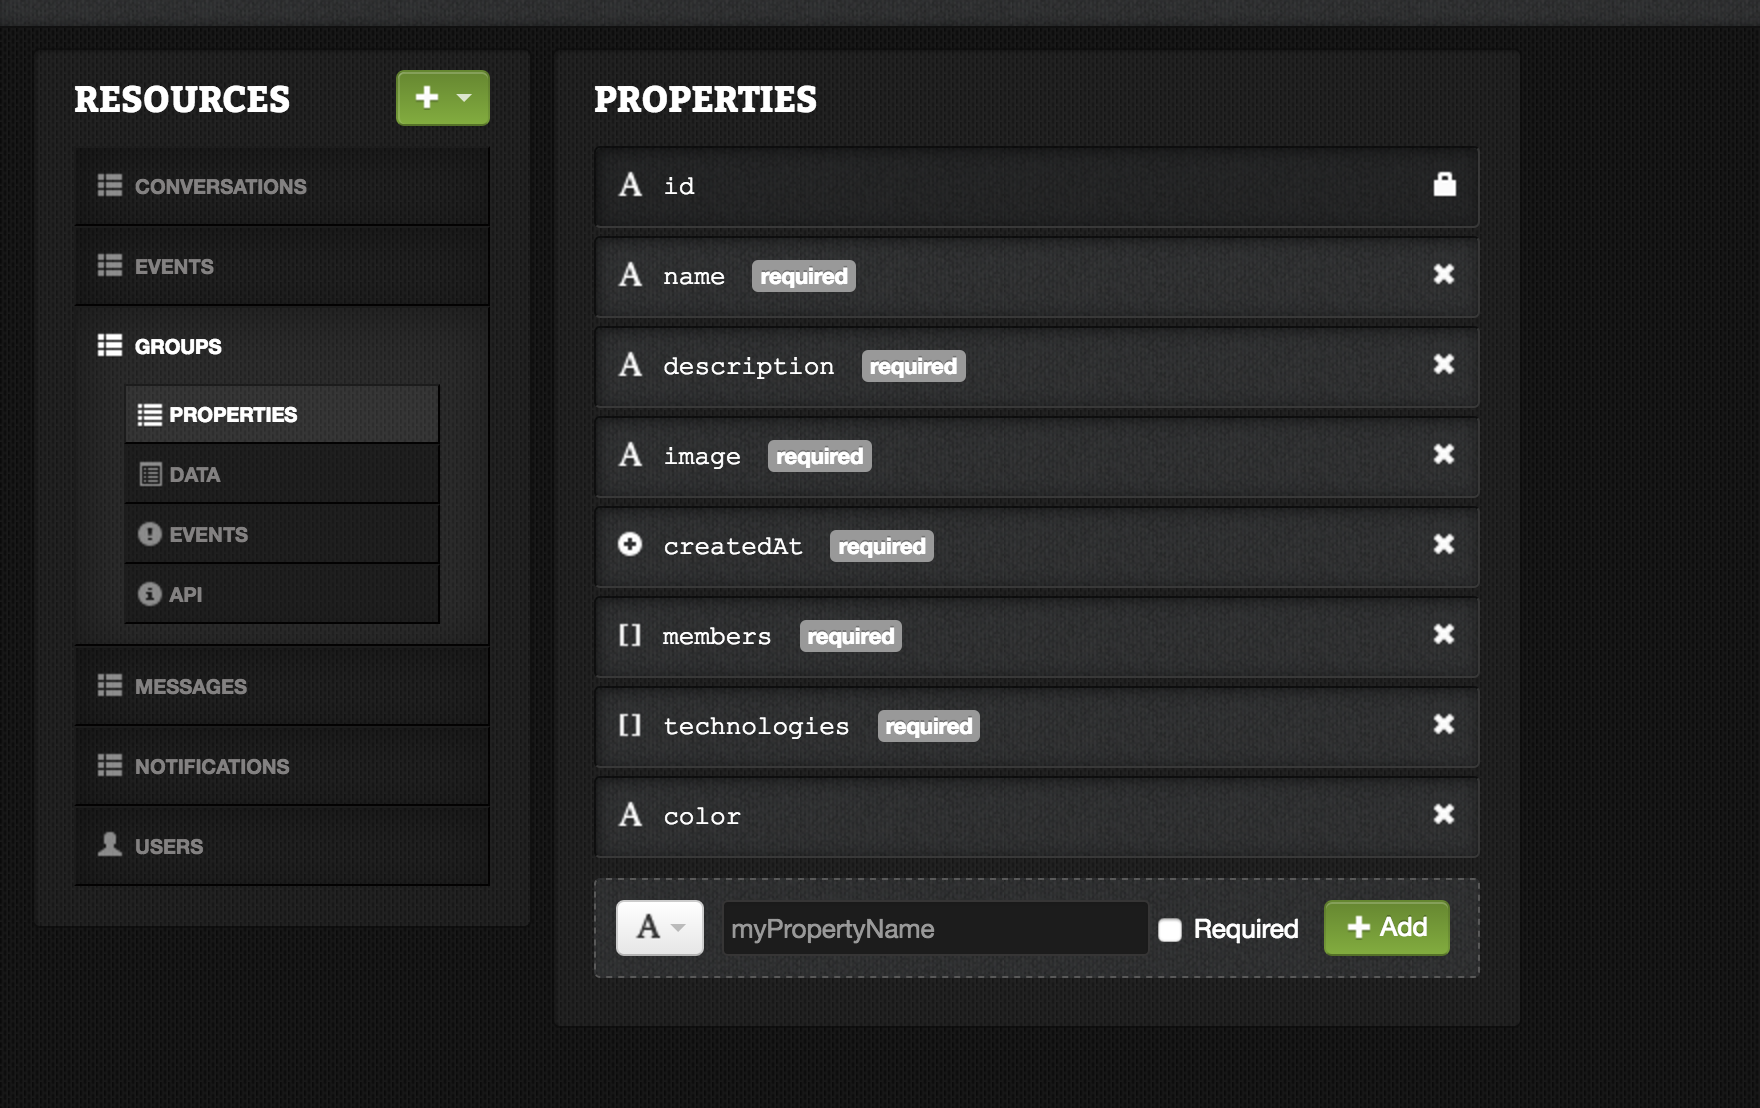 RESOURCES
CONVERSATIONS
EVENTS
GROUPS
PROPERTIES
DATA
EVENTS
API
MESSAGES
NOTIFICATIONS
USERS
PROPERTIES
A id
A name required
A description required
A image required
createdAt required
[] members required
[] technologies required
A color
A myPropertyName Required + Add